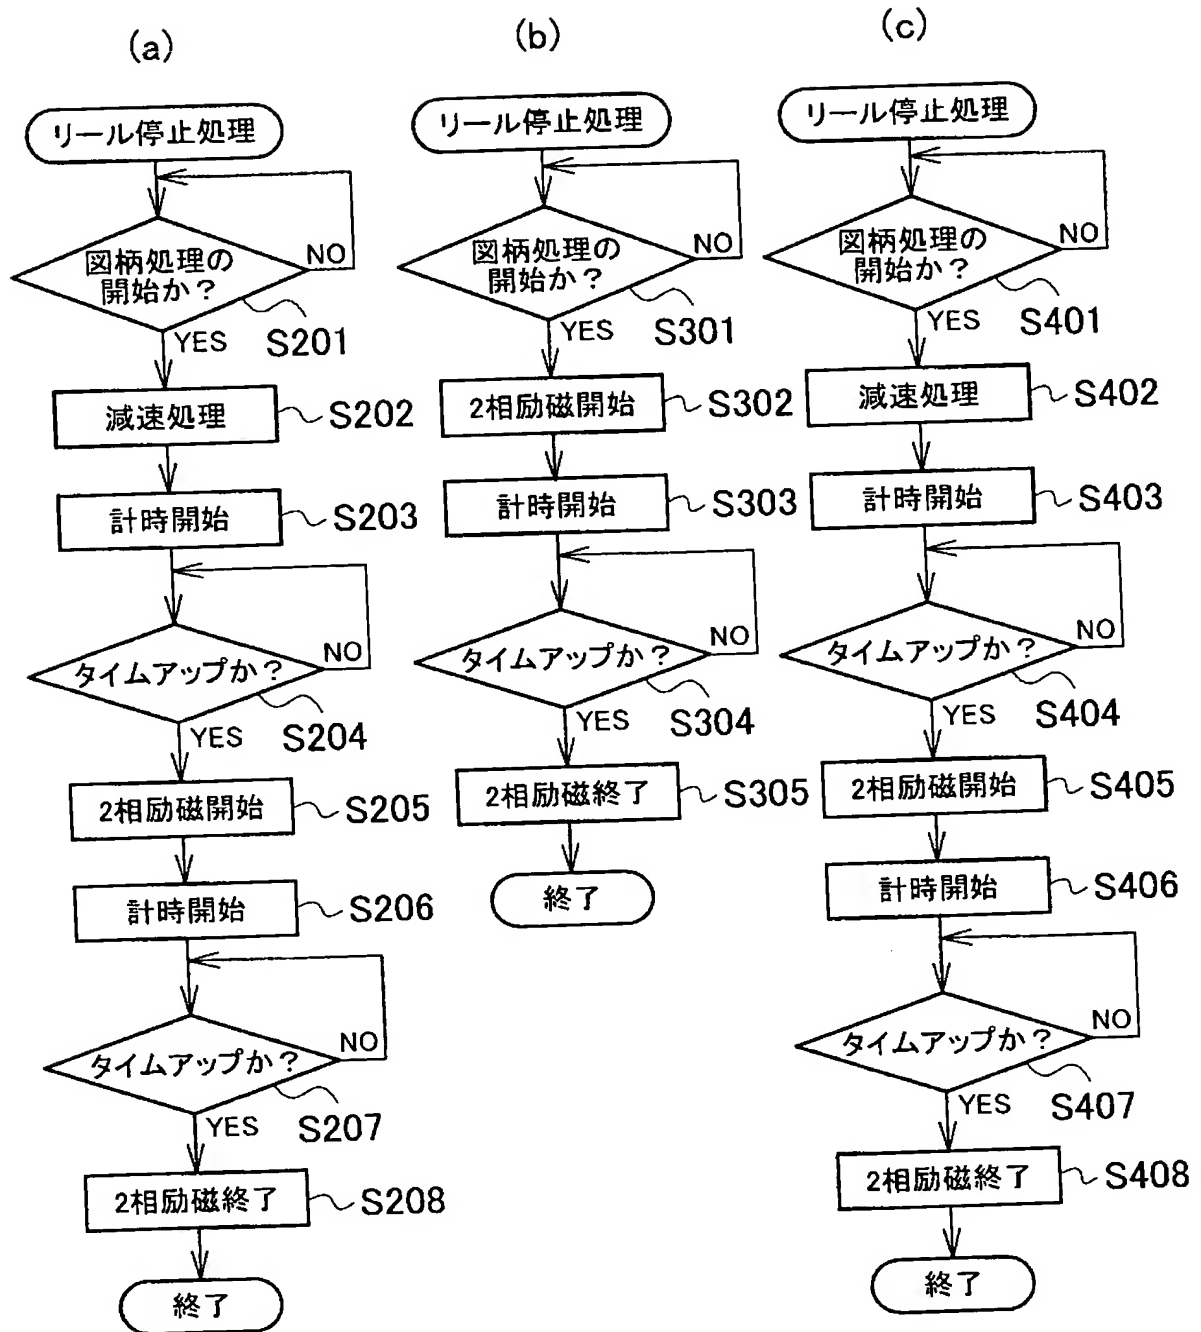 (a)
リール停止処理
図柄処理の
開始か?
NO
YES
S201
減速処理
S202
計時開始
S203
タイムアップか?
NO
YES
S204
2相励磁開始
S205
計時開始
S206
タイムアップか?
NO
YES
S207
2相励磁終了
S208
終了
(b)
リール停止処理
図柄処理の
開始か?
NO
YES
S301
2相励磁開始
S302
計時開始
S303
タイムアップか?
NO
YES
S304
2相励磁終了
S305
終了
(c)
リール停止処理
図柄処理の
開始か?
NO
YES
S401
減速処理
S402
計時開始
S403
タイムアップか?
NO
YES
S404
2相励磁開始
S405
計時開始
S406
タイムアップか?
NO
YES
S407
2相励磁終了
S408
終了